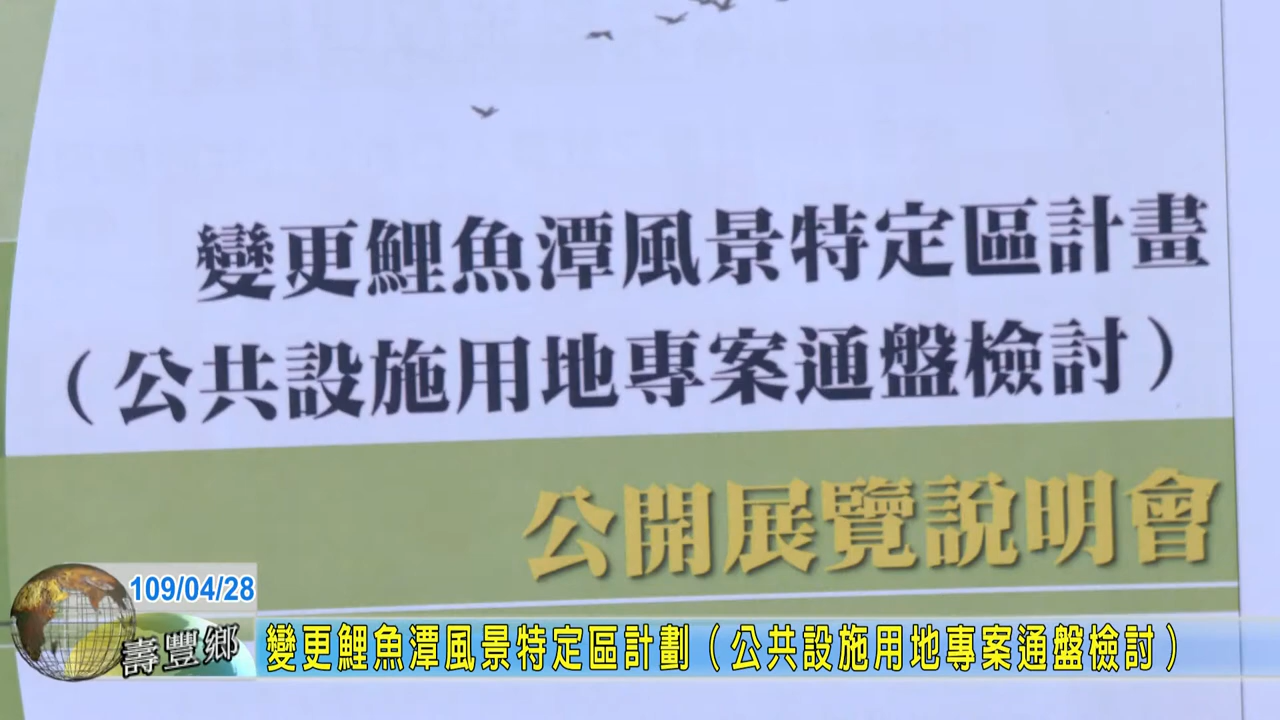 變更鯉魚潭風景特定區計畫
（公共設施用地專案通盤檢討）
公開展覽說明會
109/04/28
壽豐鄉
變更鯉魚潭風景特定區計劃（公共設施用地專案通盤檢討）